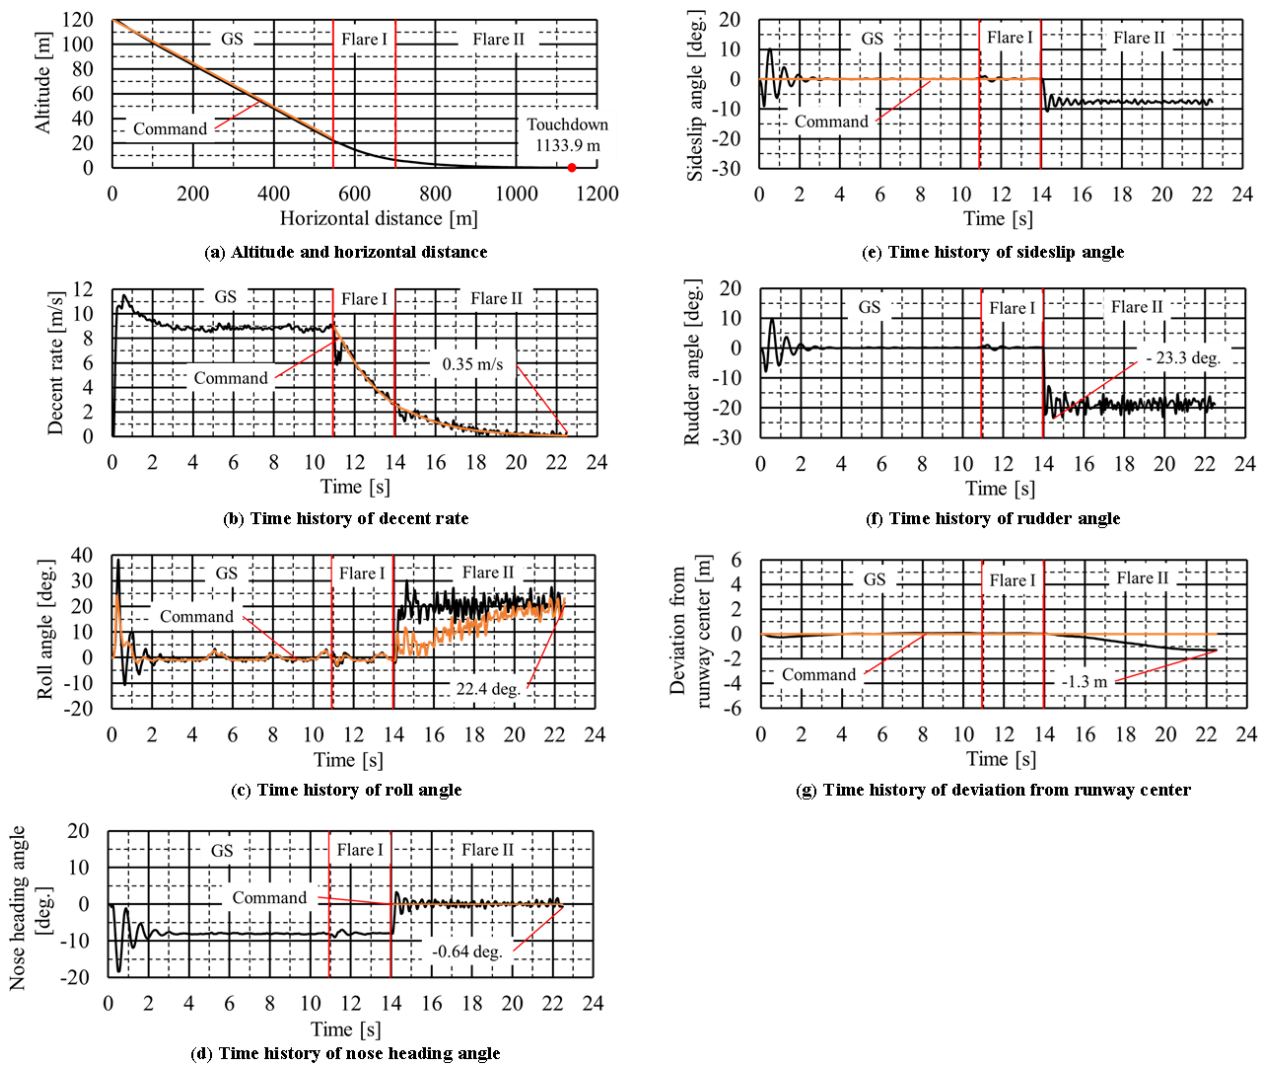 120
100
80
60
40
20
0
Altitude [m]
GS
Flare I
Flare II
Command
Touchdown
1133.9 m
0 200 400 600 800 1000 1200
Horizontal distance [m]
(a) Altitude and horizontal distance
12
10
8
6
4
2
0
Decent rate [m/s]
GS
Flare I
Flare II
Command
0.35 m/s
0 2 4 6 8 10 12 14 16 18 20 22 24
Time [s]
(b) Time history of decent rate
40
30
20
10
0
-10
-20
Roll angle [deg.]
GS
Flare I
Flare II
Command
22.4 deg.
0 2 4 6 8 10 12 14 16 18 20 22 24
Time [s]
(c) Time history of roll angle
20
10
0
-10
-20
Nose heading angle
[deg.]
GS
Flare I
Flare II
Command
-0.64 deg.
0 2 4 6 8 10 12 14 16 18 20 22 24
Time [s]
(d) Time history of nose heading angle
20
10
0
-10
-20
-30
Sideslip angle [deg.]
GS
Flare I
Flare II
Command
0 2 4 6 8 10 12 14 16 18 20 22 24
Time [s]
(e) Time history of sideslip angle
20
10
0
-10
-20
-30
Rudder angle [deg.]
GS
Flare I
Flare II
- 23.3 deg.
0 2 4 6 8 10 12 14 16 18 20 22 24
Time [s]
(f) Time history of rudder angle
6
4
2
0
-2
-4
-6
Deviation from
runway center [m]
GS
Flare I
Flare II
Command
-1.3 m
0 2 4 6 8 10 12 14 16 18 20 22 24
Time [s]
(g) Time history of deviation from runway center